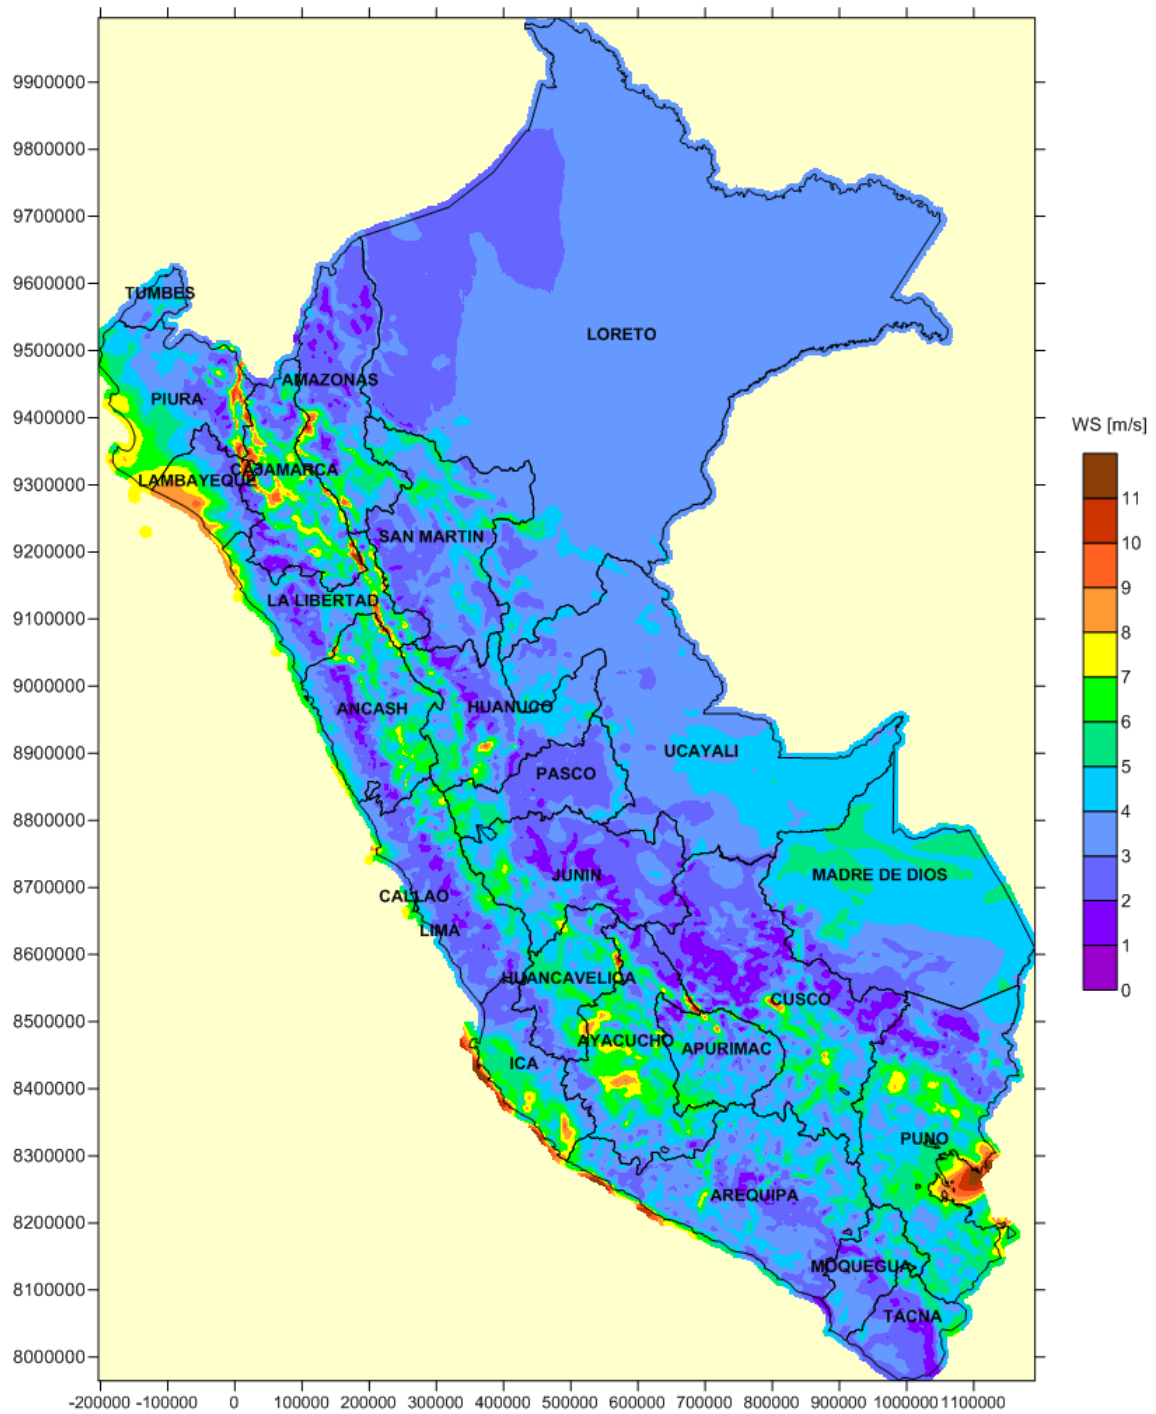 9900000
9800000
9700000
9600000
9500000
9400000
9300000
9200000
9100000
9000000
8900000
8800000
8700000
8600000
8500000
8400000
8300000
8200000
8100000
8000000
-200000 -100000 0 100000 200000 300000 400000 500000 600000 700000 800000 900000 1000000 1100000
TUMBES
LORETO
AMAZONAS
PIURA
CAJAMARCA
LAMBAYEQUE
SAN MARTIN
LA LIBERTAD
ANCASH
HUANUCO
UCAYALI
PASCO
JUNIN
MADRE DE DIOS
CALLAO
LIMA
HUANCAVELICA
CUSCO
AYACUCHO
APURIMAC
ICA
PUNO
AREQUIPA
MOQUEGUA
TACNA
WS [m/s]
11
10
9
8
7
6
5
4
3
2
1
0